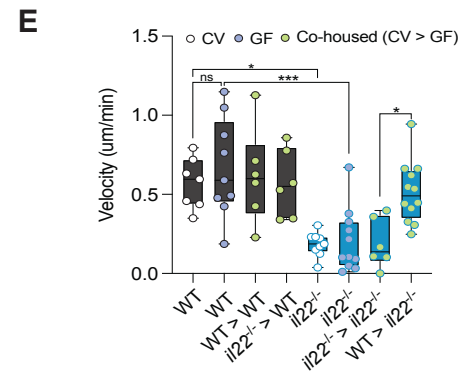 E
CV GF Co-housed (CV > GF)
Velocity (um/min)
1.5
1.0
0.5
0.0
*
ns
***
*
WT
WT
WT > WT
il22⁻/⁻ > WT
il22⁻/⁻
il22⁻/⁻
il22⁻/⁻ > il22⁻/⁻
WT > il22⁻/⁻